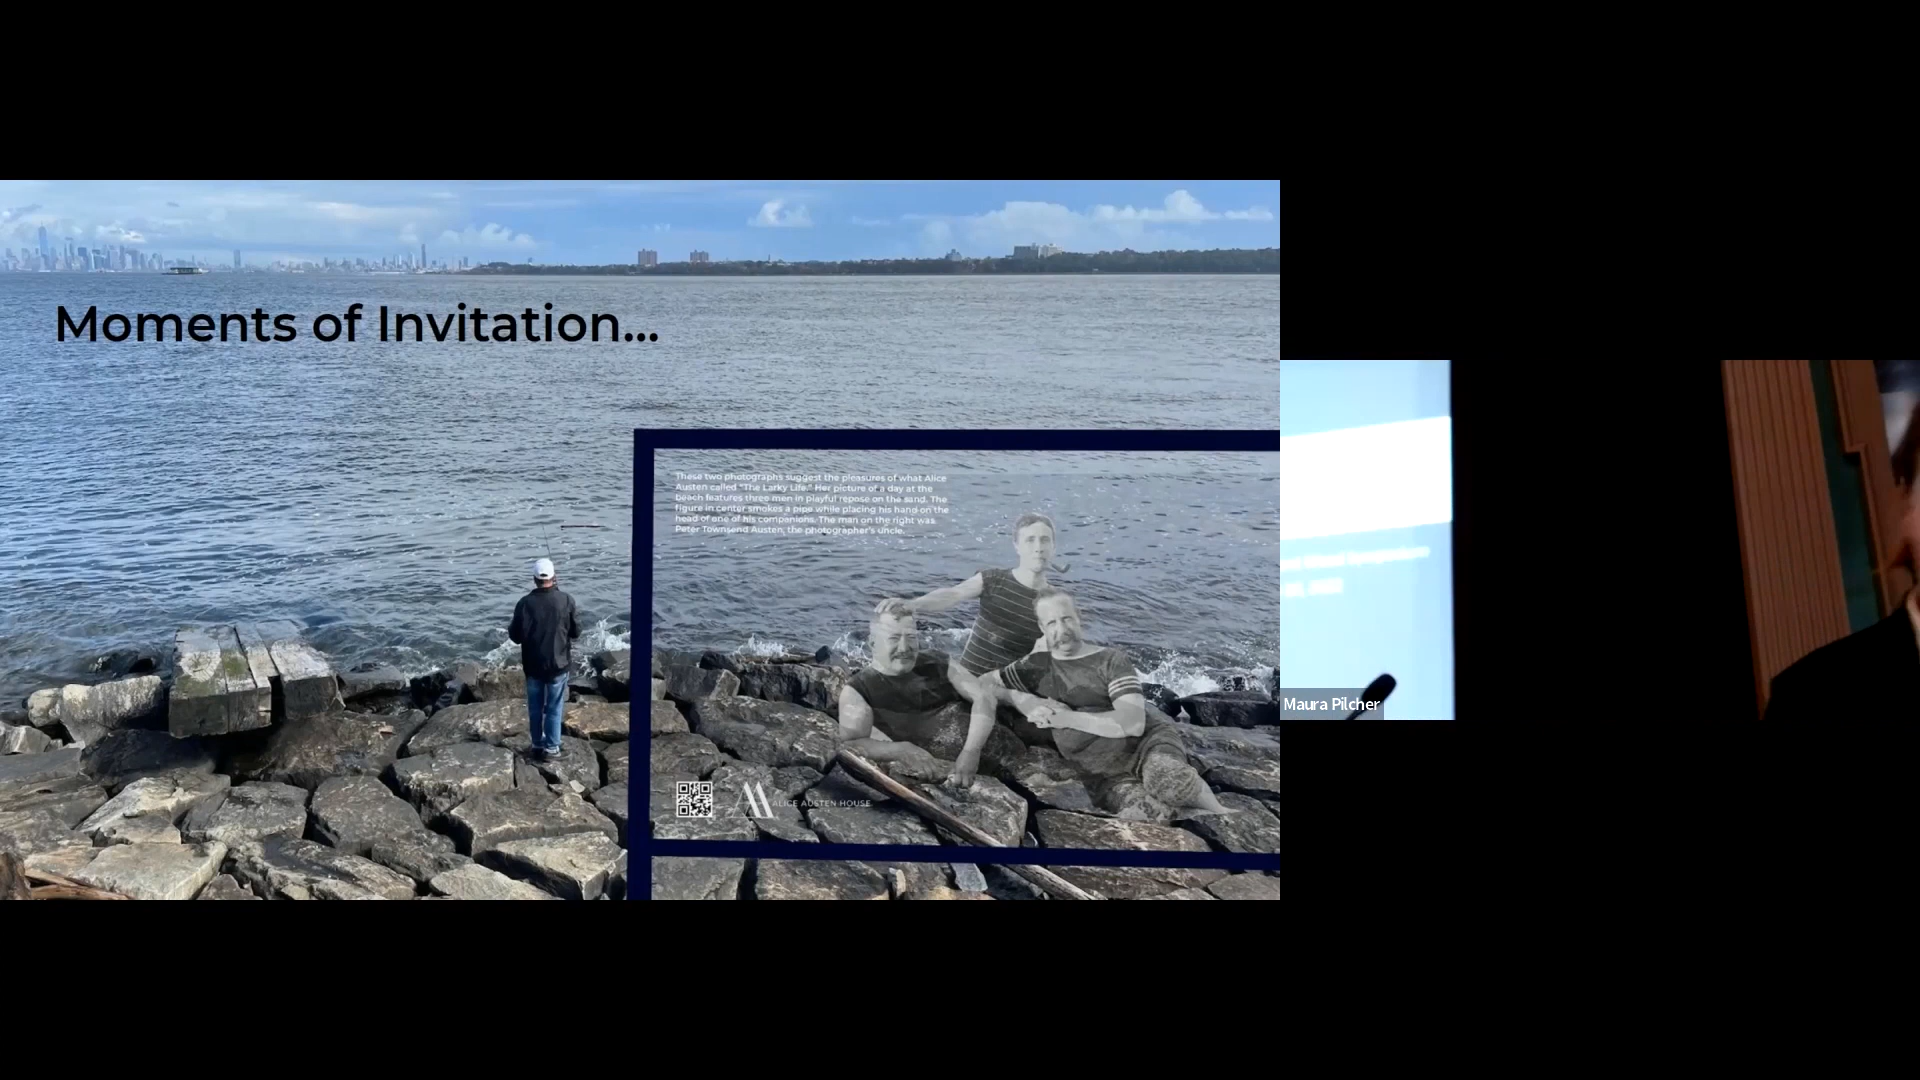 Moments of Invitation...
These two photographs suggest the pleasures of what Alice
Austen called "The Larky Life." Her picture of a day at the
beach features three men in playful repose on the sand. The
figure in center smokes a pipe while placing his hand on the
head of one of his companions. The man on the right was
Peter Townsend Austen, the photographer's uncle.
ALICE AUSTEN HOUSE
Maura Pilcher